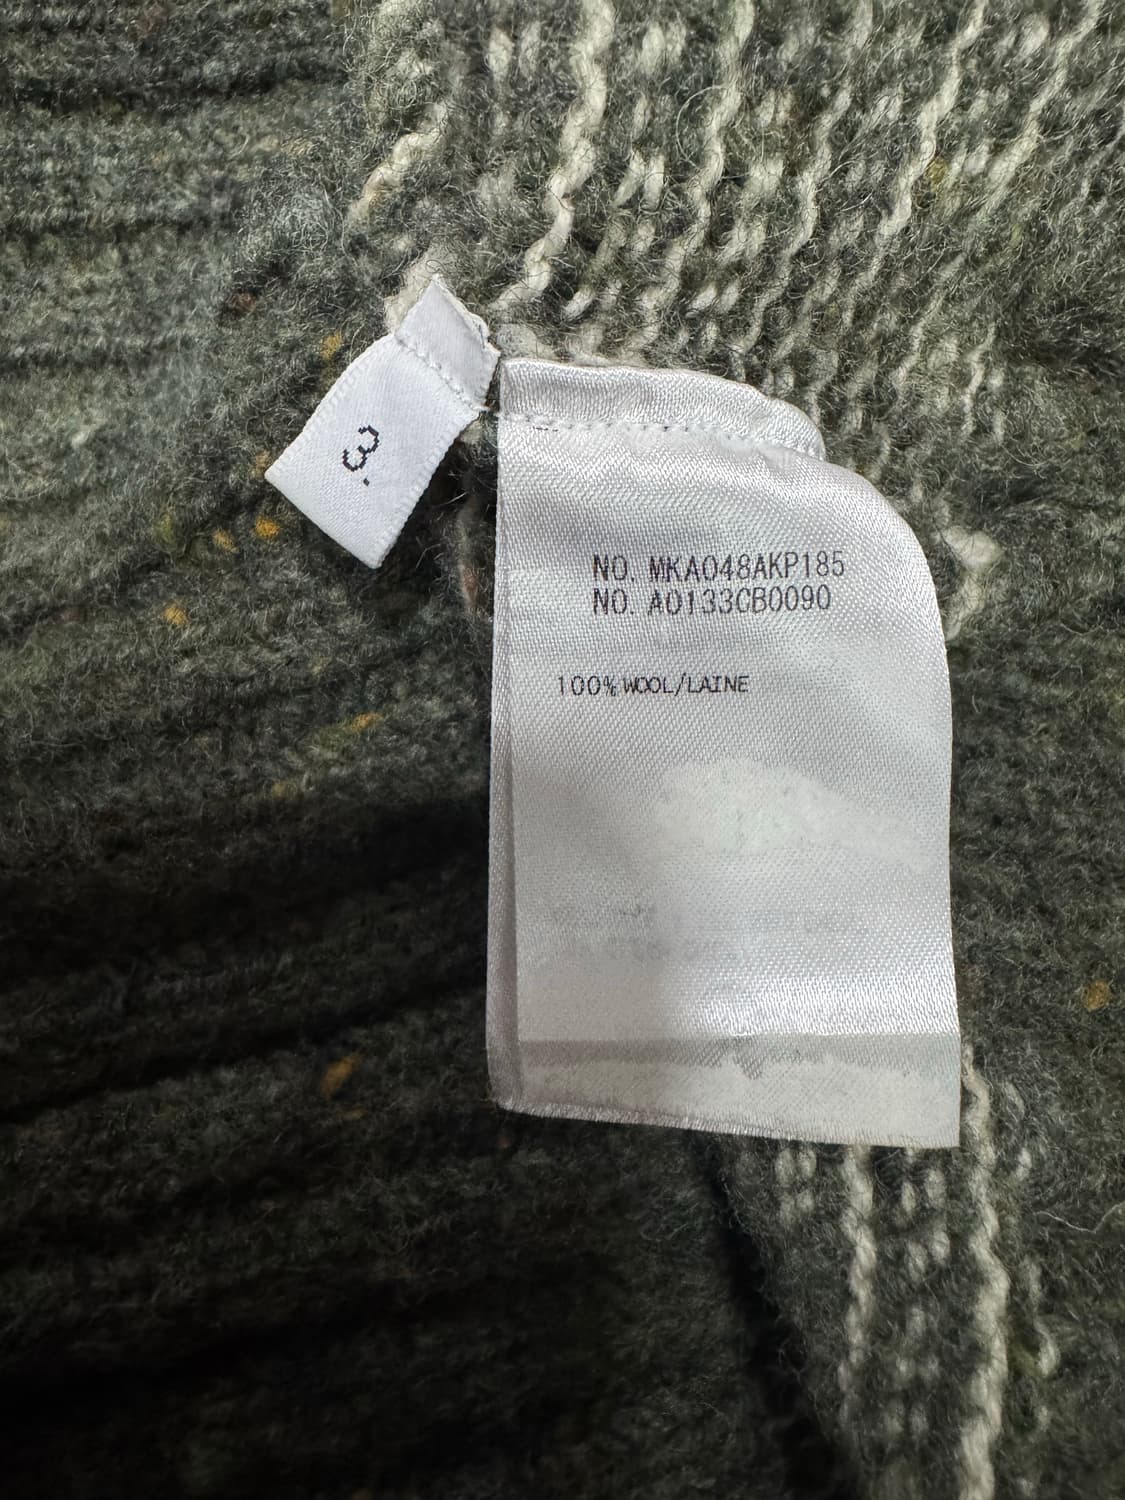 3.
NO. MKA048AKP185
NO. A0133CB0090
100% WOOL/LAINE